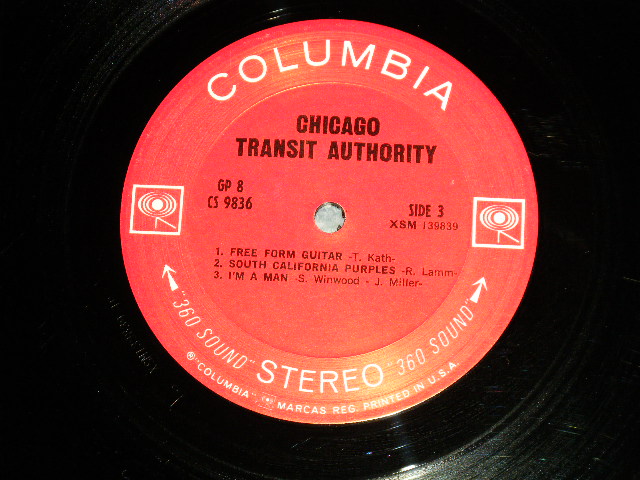 COLUMBIA
CHICAGO
TRANSIT AUTHORITY
GP 8
CS 9836
SIDE 3
XSM 139839
1. FREE FORM GUITAR -T. Kath-
2. SOUTH CALIFORNIA PURPLES -R. Lamm-
3. I'M A MAN -S. Winwood - J. Miller-
"360 SOUND" STEREO "360 SOUND"
®"COLUMBIA", MARCAS REG. PRINTED IN U.S.A.